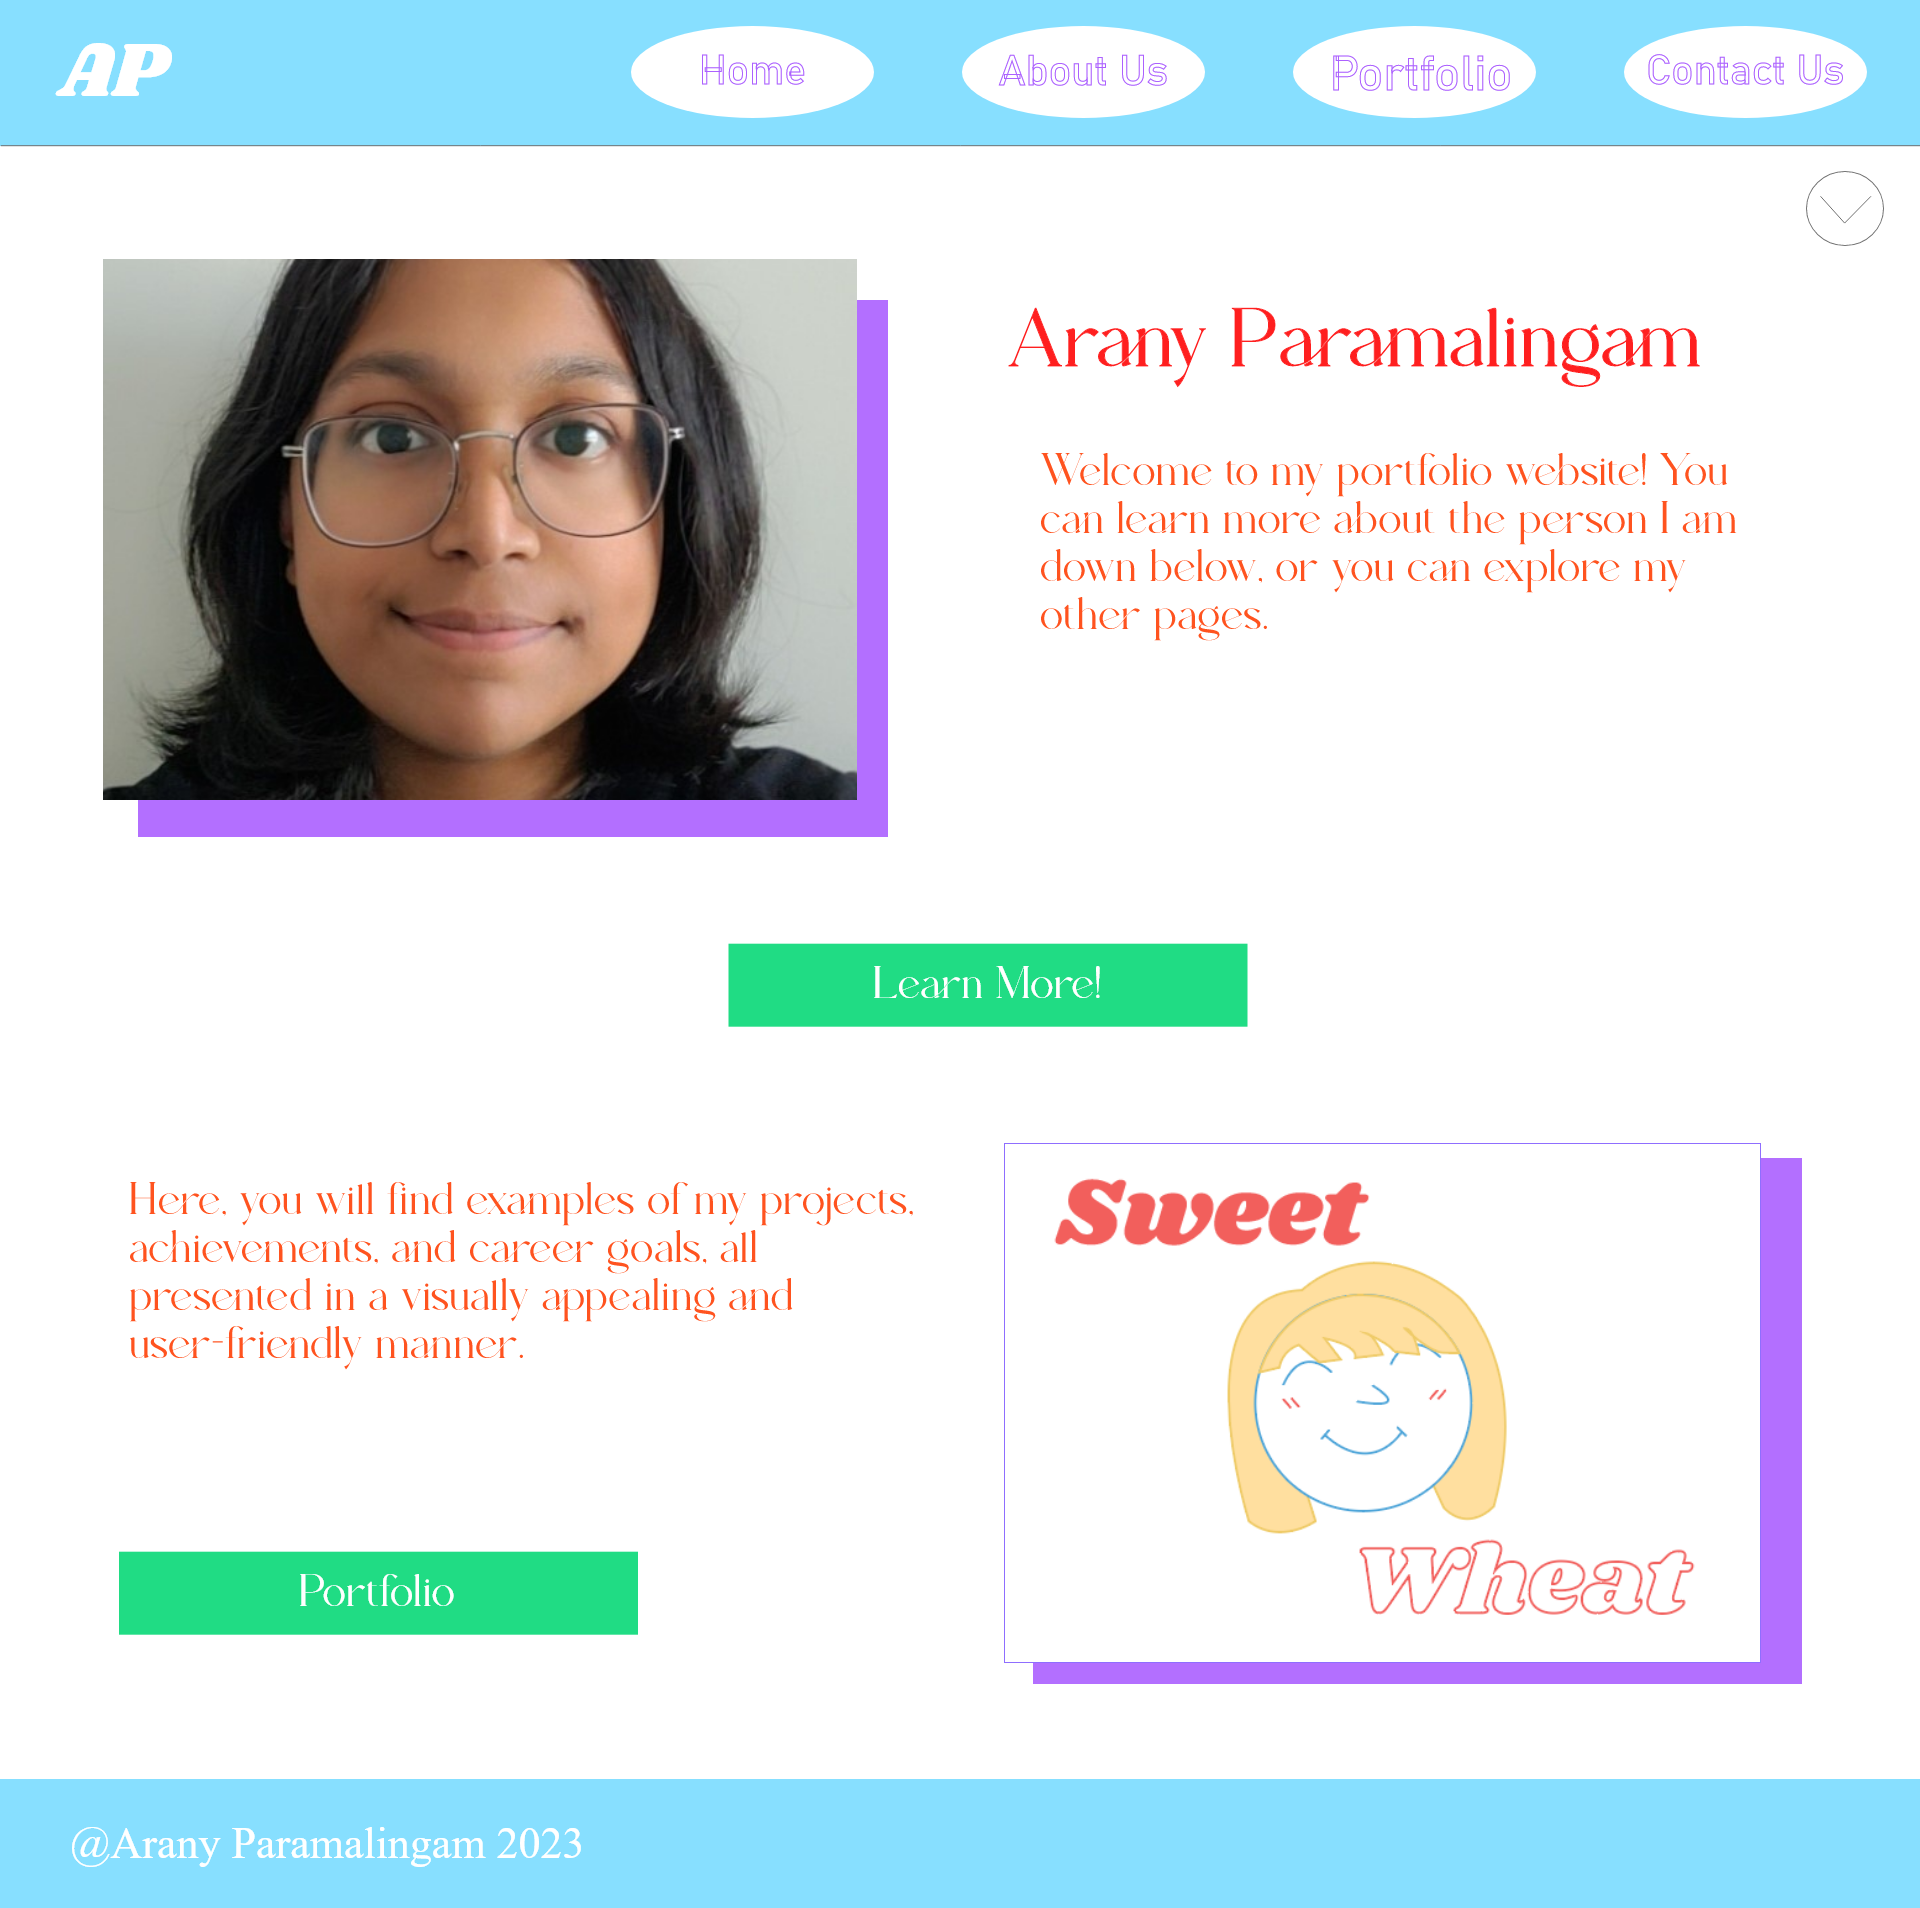 AP
Home
About Us
Portfolio
Contact Us
Arany Paramalingam
Welcome to my portfolio website! You
can learn more about the person I am
down below, or you can explore my
other pages.
Learn More!
Here, you will find examples of my projects,
achievements, and career goals, all
presented in a visually appealing and
user-friendly manner.
Portfolio
Sweet
Wheat
@Arany Paramalingam 2023